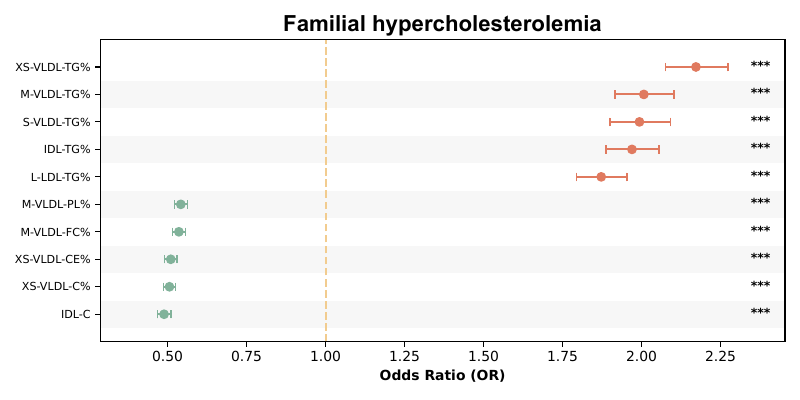 Familial hypercholesterolemia
XS-VLDL-TG% ***
M-VLDL-TG% ***
S-VLDL-TG% ***
IDL-TG% ***
L-LDL-TG% ***
M-VLDL-PL% ***
M-VLDL-FC% ***
XS-VLDL-CE% ***
XS-VLDL-C% ***
IDL-C ***
0.50 0.75 1.00 1.25 1.50 1.75 2.00 2.25
Odds Ratio (OR)